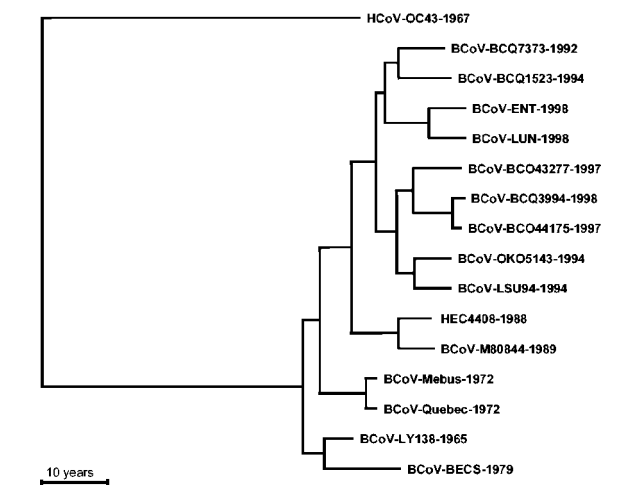 HCoV-OC43-1967
BCoV-BCQ7373-1992
BCoV-BCQ1523-1994
BCoV-ENT-1998
BCoV-LUN-1998
BCoV-BCO43277-1997
BCoV-BCQ3994-1998
BCoV-BCO44175-1997
BCoV-OKO5143-1994
BCoV-LSU94-1994
HEC4408-1988
BCoV-M80844-1989
BCoV-Mebus-1972
BCoV-Quebec-1972
BCoV-LY138-1965
BCoV-BECS-1979
10 years